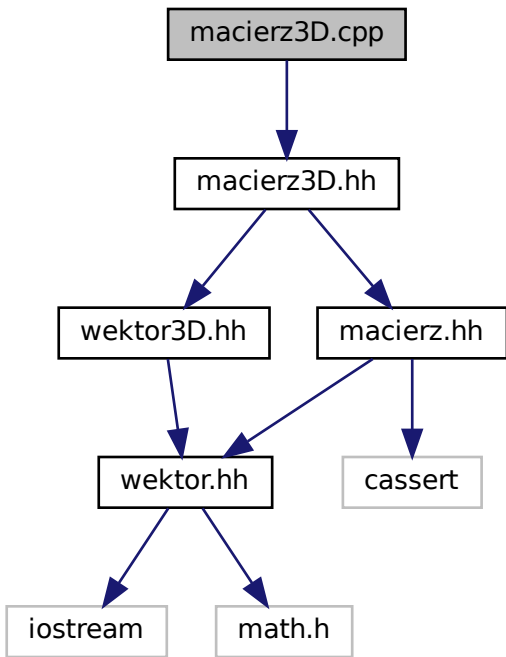 macierz3D.cpp
macierz3D.hh
wektor3D.hh
macierz.hh
wektor.hh
cassert
iostream
math.h